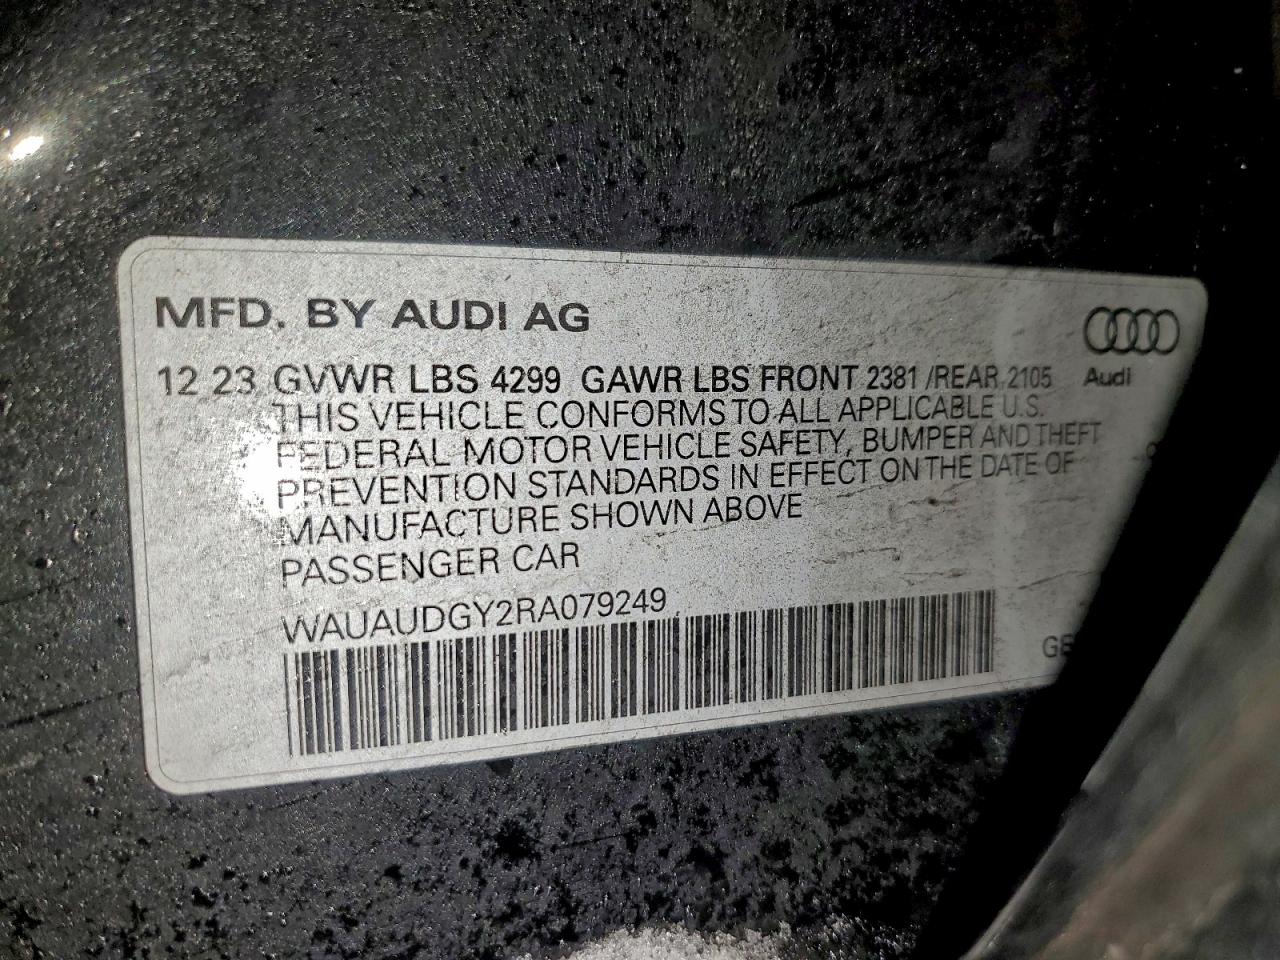 MFD. BY AUDI AG
12 23 GVWR LBS 4299 GAWR LBS FRONT 2381 /REAR 2105
Audi
THIS VEHICLE CONFORMS TO ALL APPLICABLE U.S.
FEDERAL MOTOR VEHICLE SAFETY, BUMPER AND THEFT
PREVENTION STANDARDS IN EFFECT ON THE DATE OF
MANUFACTURE SHOWN ABOVE
PASSENGER CAR
WAUAUDGY2RA079249